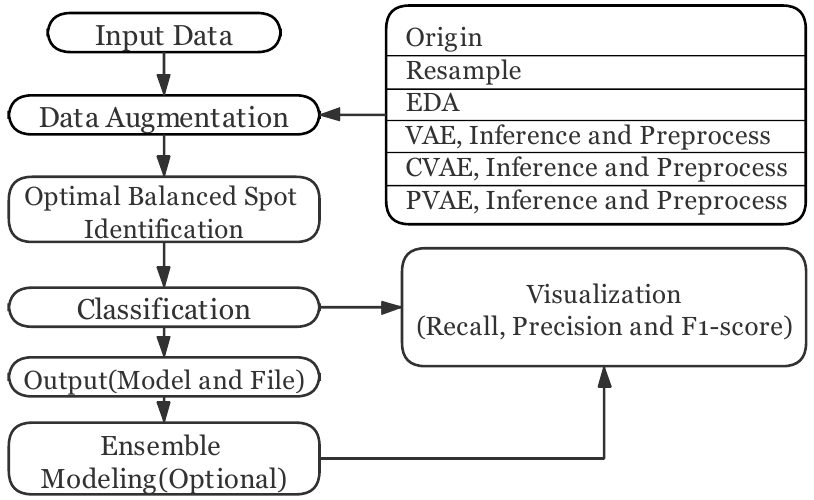 Input Data
Data Augmentation
Optimal Balanced Spot
Identification
Classification
Output(Model and File)
Ensemble
Modeling(Optional)
Origin
Resample
EDA
VAE, Inference and Preprocess
CVAE, Inference and Preprocess
PVAE, Inference and Preprocess
Visualization
(Recall, Precision and F1-score)